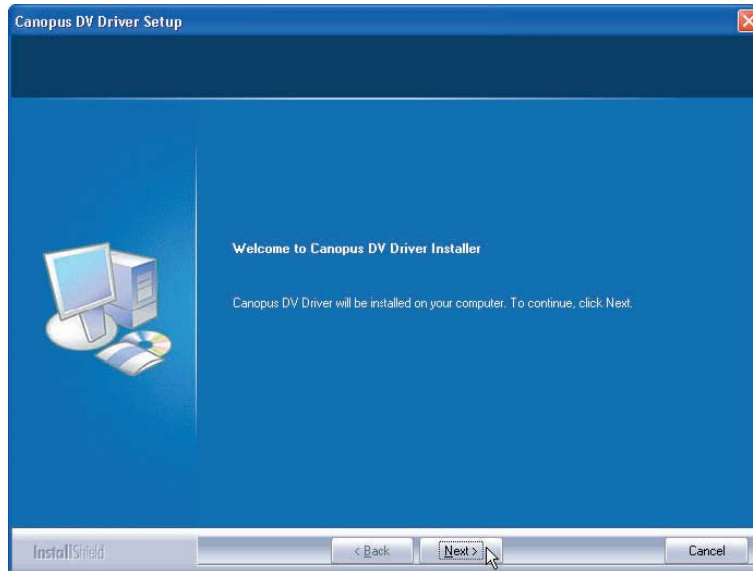 Canopus DV Driver Setup
Welcome to Canopus DV Driver Installer
Canopus DV Driver will be installed on your computer. To continue, click Next.
InstallShield
< Back
Next >
Cancel